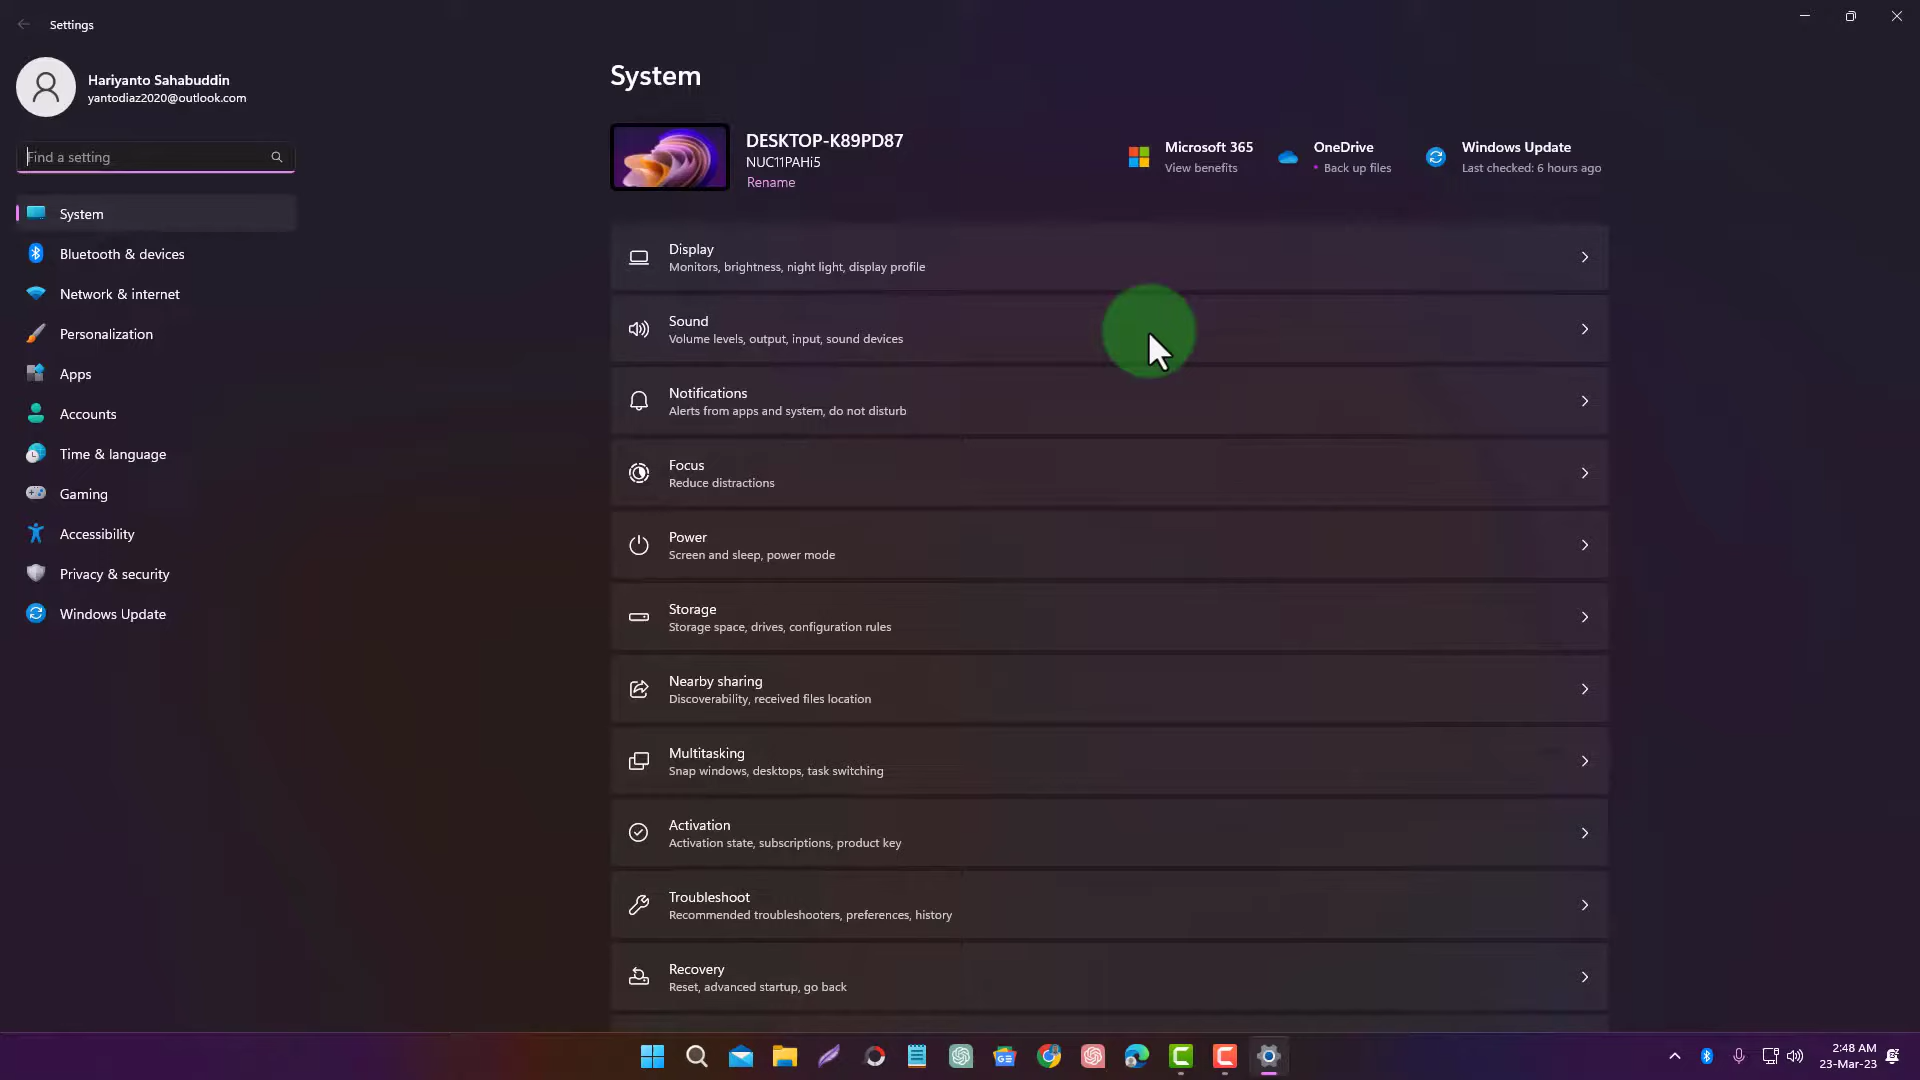 Settings
Hariyanto Sahabuddin
yantodiaz2020@outlook.com
Find a setting
System
Bluetooth & devices
Network & internet
Personalization
Apps
Accounts
Time & language
Gaming
Accessibility
Privacy & security
Windows Update
System
DESKTOP-K89PD87
NUC11PAHi5
Rename
Microsoft 365
View benefits
OneDrive
• Back up files
Windows Update
Last checked: 6 hours ago
Display
Monitors, brightness, night light, display profile
Sound
Volume levels, output, input, sound devices
Notifications
Alerts from apps and system, do not disturb
Focus
Reduce distractions
Power
Screen and sleep, power mode
Storage
Storage space, drives, configuration rules
Nearby sharing
Discoverability, received files location
Multitasking
Snap windows, desktops, task switching
Activation
Activation state, subscriptions, product key
Troubleshoot
Recommended troubleshooters, preferences, history
Recovery
Reset, advanced startup, go back
2:48 AM
23-Mar-23